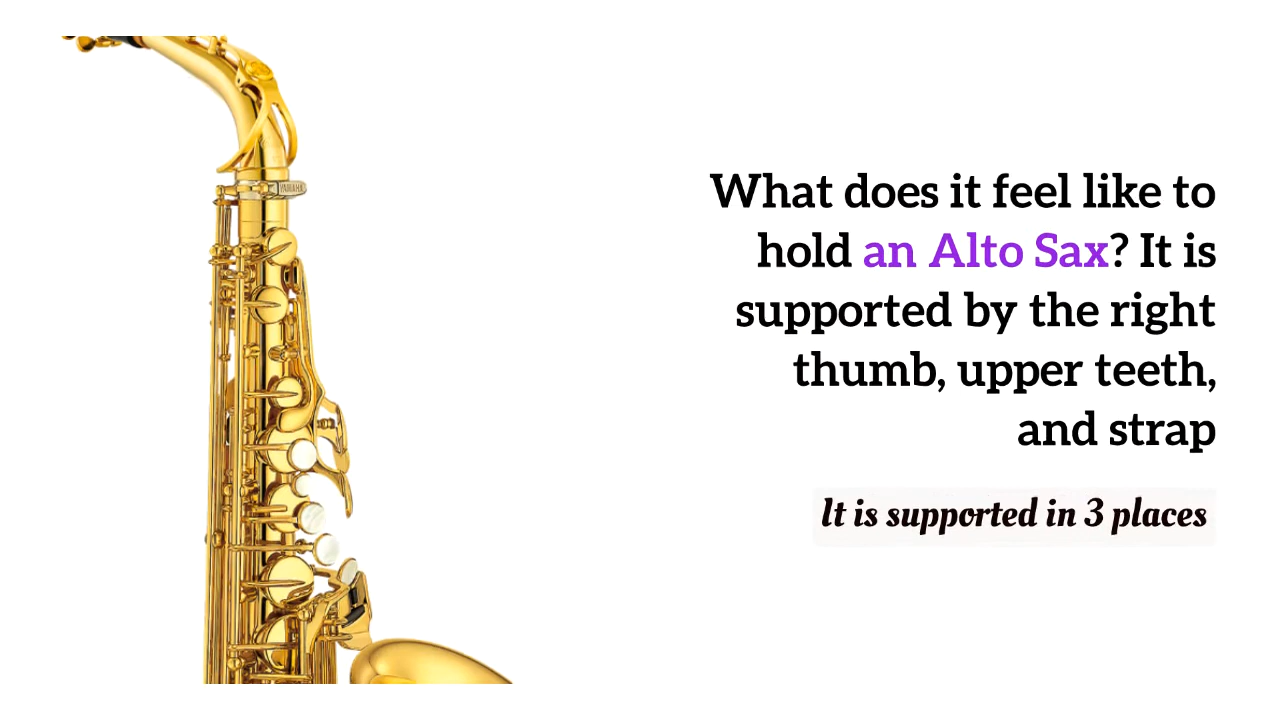 YAMAHA
What does it feel like to
hold an Alto Sax? It is
supported by the right
thumb, upper teeth,
and strap
It is supported in 3 places